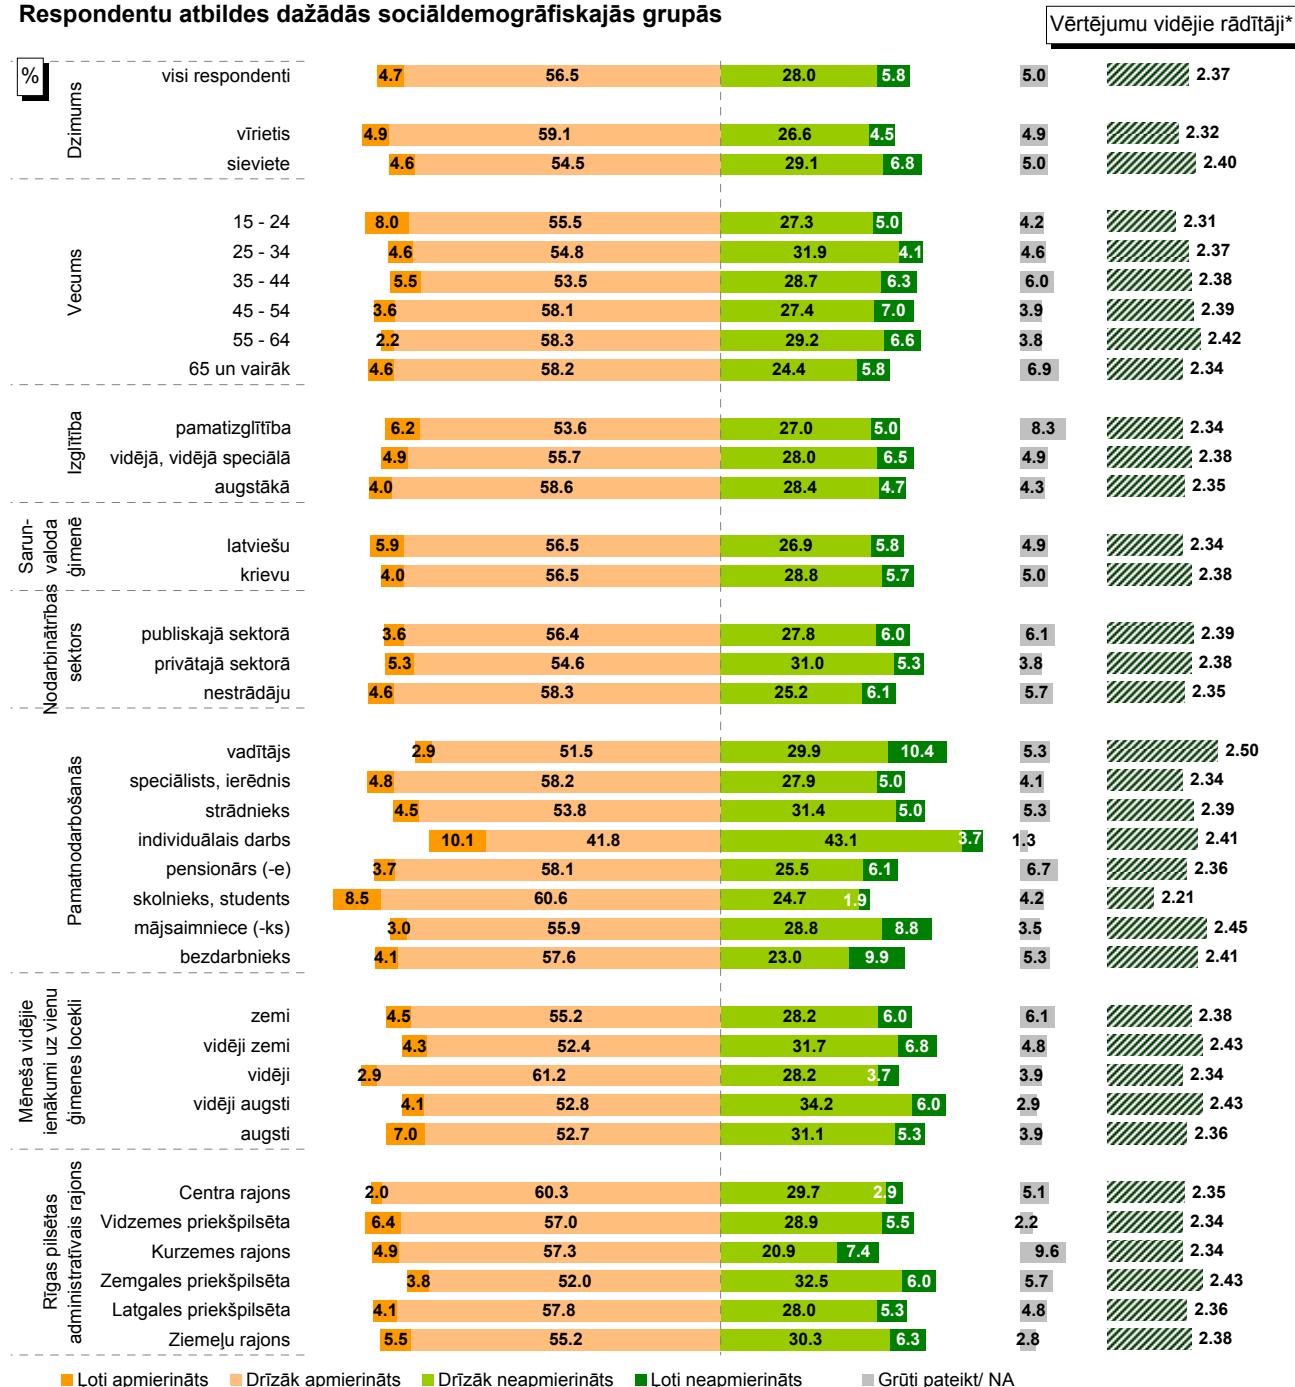 Respondentu atbildes dažādās sociāldemogrāfiskajās grupās
Vērtējumu vidējie rādītāji*
%
Dzimums
visi respondenti 4.7 56.5 28.0 5.8 5.0 2.37
vīrietis 4.9 59.1 26.6 4.5 4.9 2.32
sieviete 4.6 54.5 29.1 6.8 5.0 2.40
Vecums
15 - 24 8.0 55.5 27.3 5.0 4.2 2.31
25 - 34 4.6 54.8 31.9 4.1 4.6 2.37
35 - 44 5.5 53.5 28.7 6.3 6.0 2.38
45 - 54 3.6 58.1 27.4 7.0 3.9 2.39
55 - 64 2.2 58.3 29.2 6.6 3.8 2.42
65 un vairāk 4.6 58.2 24.4 5.8 6.9 2.34
Izglītība
pamatizglītība 6.2 53.6 27.0 5.0 8.3 2.34
vidējā, vidējā speciālā 4.9 55.7 28.0 6.5 4.9 2.38
augstākā 4.0 58.6 28.4 4.7 4.3 2.35
Sarun-
valoda
ģimenē
latviešu 5.9 56.5 26.9 5.8 4.9 2.34
krievu 4.0 56.5 28.8 5.7 5.0 2.38
Nodarbinātrības
sektors
publiskajā sektorā 3.6 56.4 27.8 6.0 6.1 2.39
privātajā sektorā 5.3 54.6 31.0 5.3 3.8 2.38
nestrādāju 4.6 58.3 25.2 6.1 5.7 2.35
Pamatnodarbošanās
vadītājs 2.9 51.5 29.9 10.4 5.3 2.50
speciālists, ierēdnis 4.8 58.2 27.9 5.0 4.1 2.34
strādnieks 4.5 53.8 31.4 5.0 5.3 2.39
individuālais darbs 10.1 41.8 43.1 3.7 1.3 2.41
pensionārs (-e) 3.7 58.1 25.5 6.1 6.7 2.36
skolnieks, students 8.5 60.6 24.7 1.9 4.2 2.21
mājsaimniece (-ks) 3.0 55.9 28.8 8.8 3.5 2.45
bezdarbnieks 4.1 57.6 23.0 9.9 5.3 2.41
Mēneša vidējie
ienākumi uz vienu
ģimenes locekli
zemi 4.5 55.2 28.2 6.0 6.1 2.38
vidēji zemi 4.3 52.4 31.7 6.8 4.8 2.43
vidēji 2.9 61.2 28.2 3.7 3.9 2.34
vidēji augsti 4.1 52.8 34.2 6.0 2.9 2.43
augsti 7.0 52.7 31.1 5.3 3.9 2.36
Rīgas pilsētas
administratīvais rajons
Centra rajons 2.0 60.3 29.7 2.9 5.1 2.35
Vidzemes priekšpilsēta 6.4 57.0 28.9 5.5 2.2 2.34
Kurzemes rajons 4.9 57.3 20.9 7.4 9.6 2.34
Zemgales priekšpilsēta 3.8 52.0 32.5 6.0 5.7 2.43
Latgales priekšpilsēta 4.1 57.8 28.0 5.3 4.8 2.36
Ziemeļu rajons 5.5 55.2 30.3 6.3 2.8 2.38
Ļoti apmierināts Drīzāk apmierināts Drīzāk neapmierināts Ļoti neapmierināts Grūti pateikt/ NA